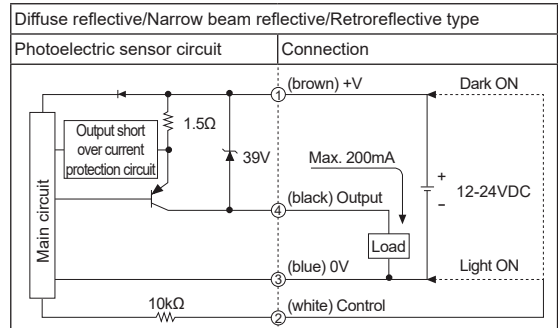 Diffuse reflective/Narrow beam reflective/Retroreflective type
Photoelectric sensor circuit
Connection
(brown) +V
Dark ON
①
1.5Ω
Output short
over current
protection circuit
39V
Max. 200mA
+
12-24VDC
-
(black) Output
④
Main circuit
Load
(blue) 0V
Light ON
③
10kΩ
(white) Control
②